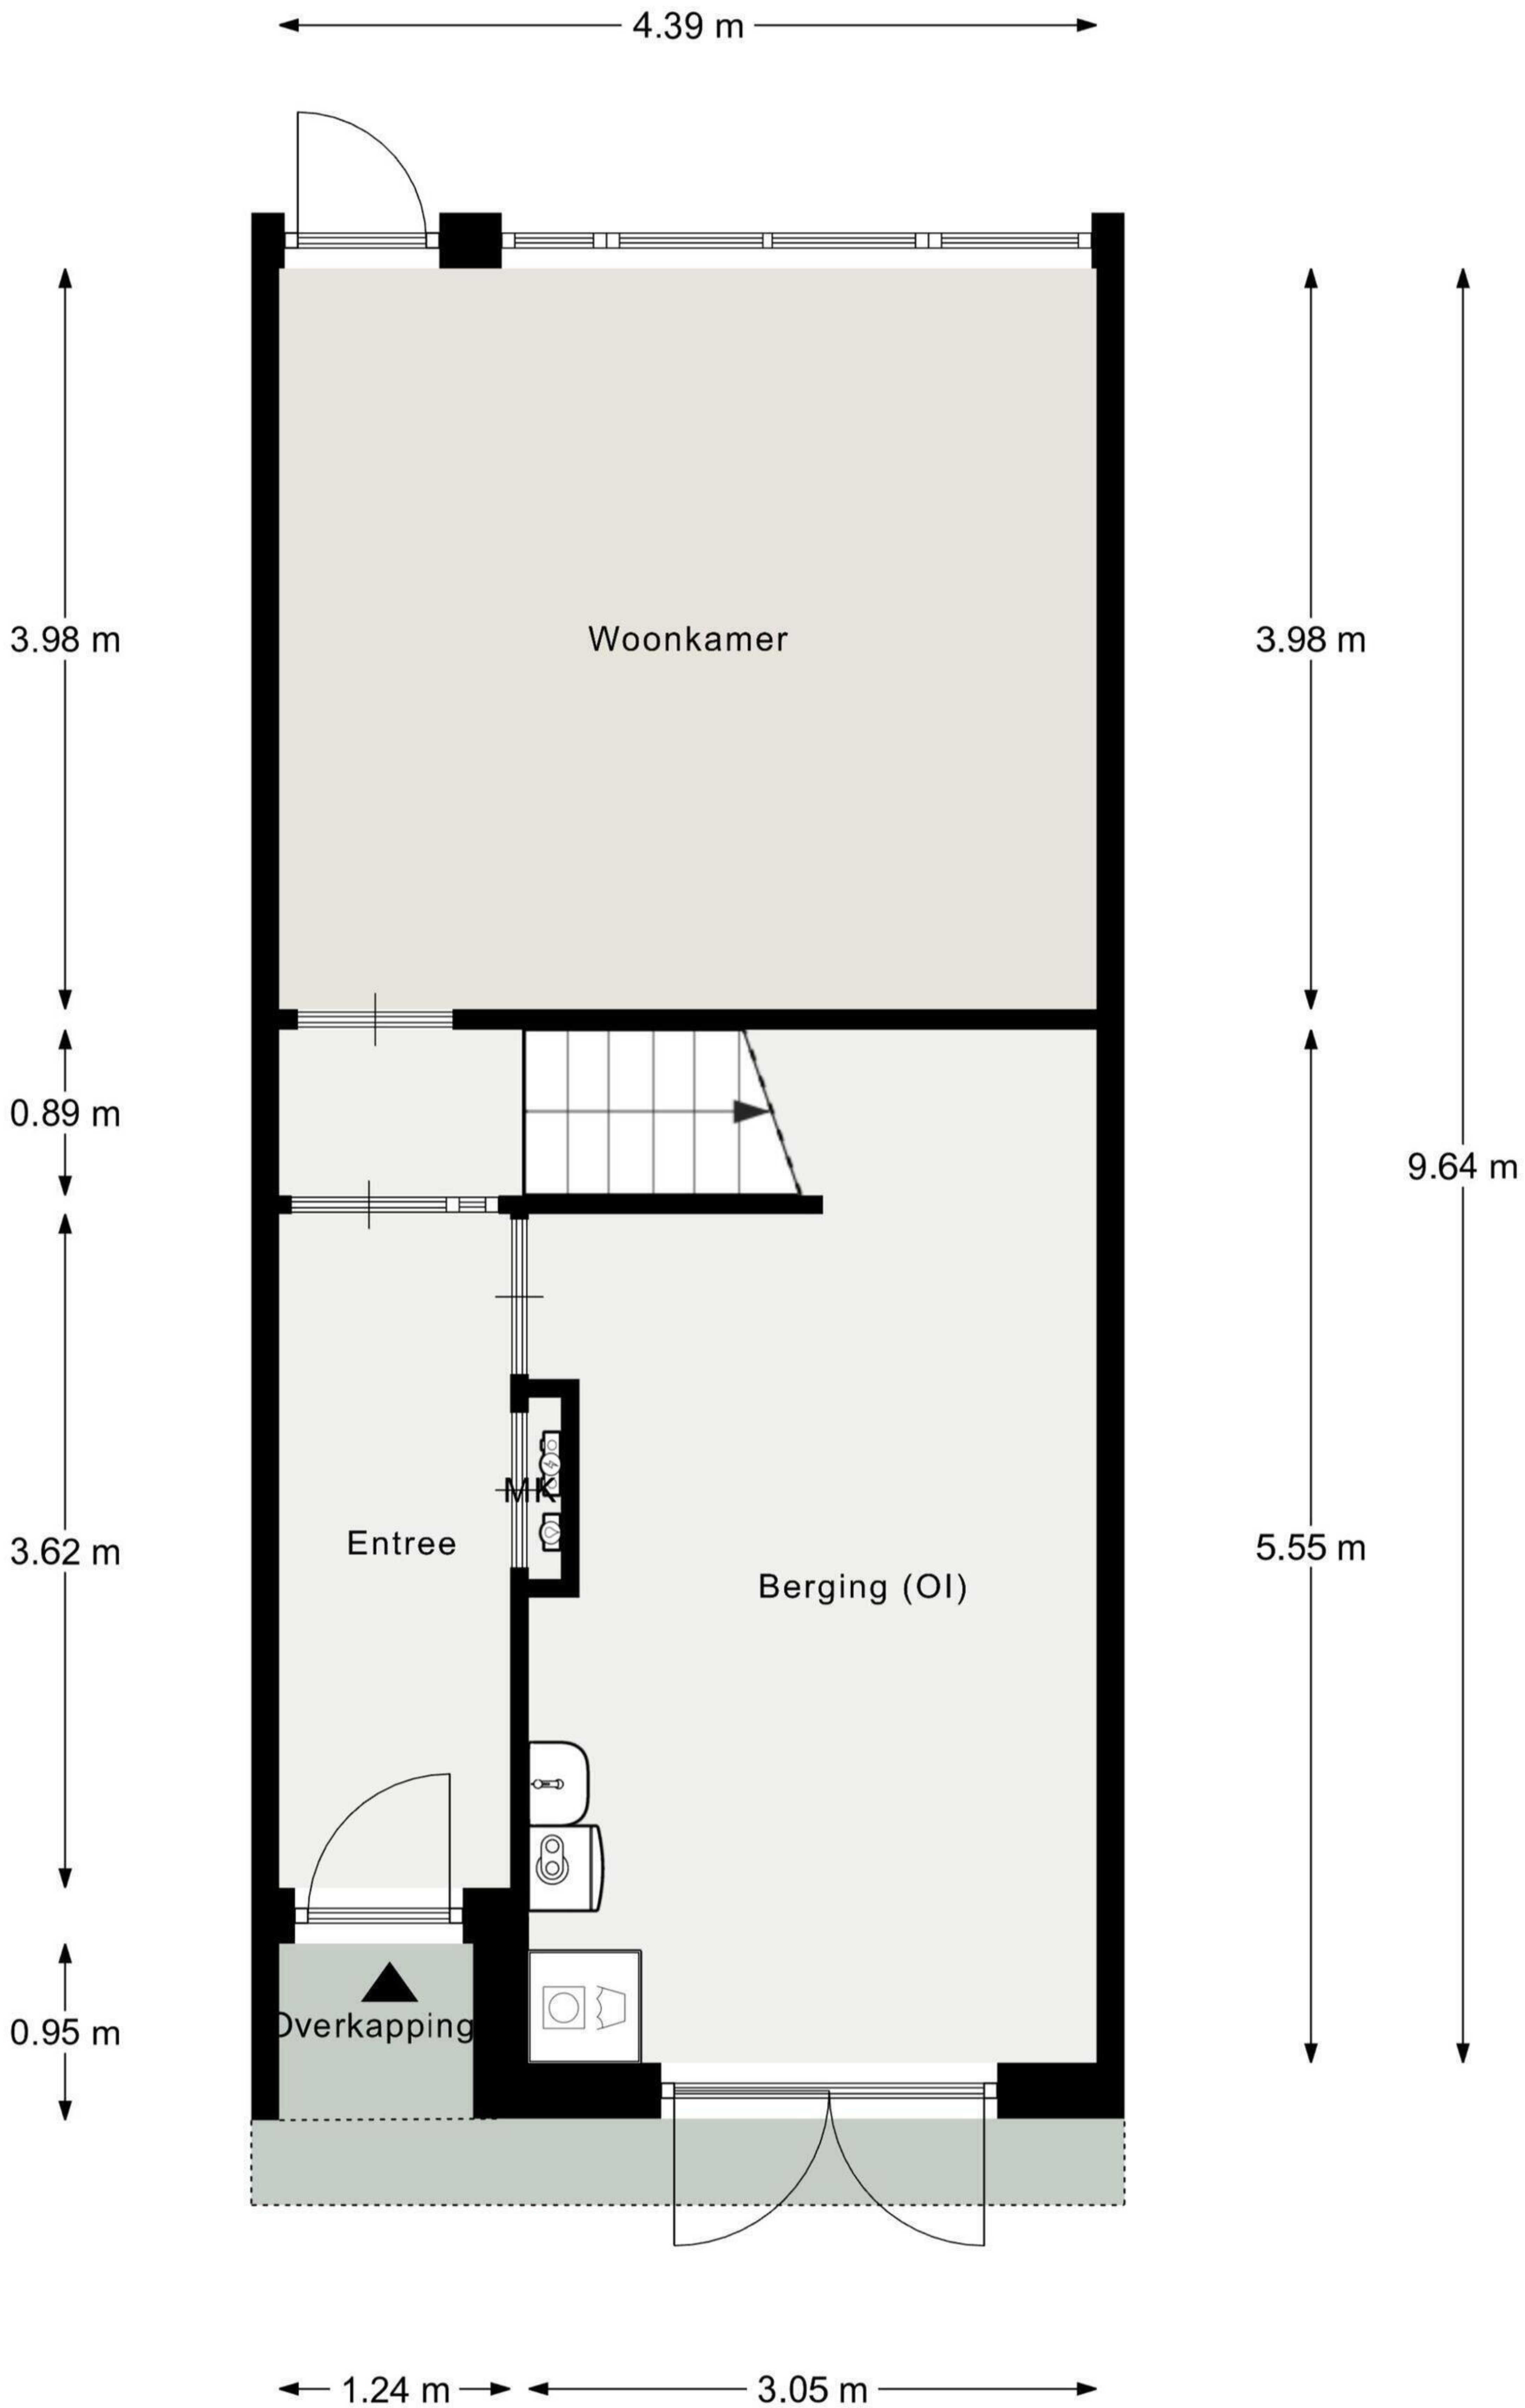 4.39 m
Woonkamer
3.98 m
3.98 m
0.89 m
9.64 m
MK
Entree
3.62 m
5.55 m
Berging (OI)
Overkapping
0.95 m
1.24 m
3.05 m